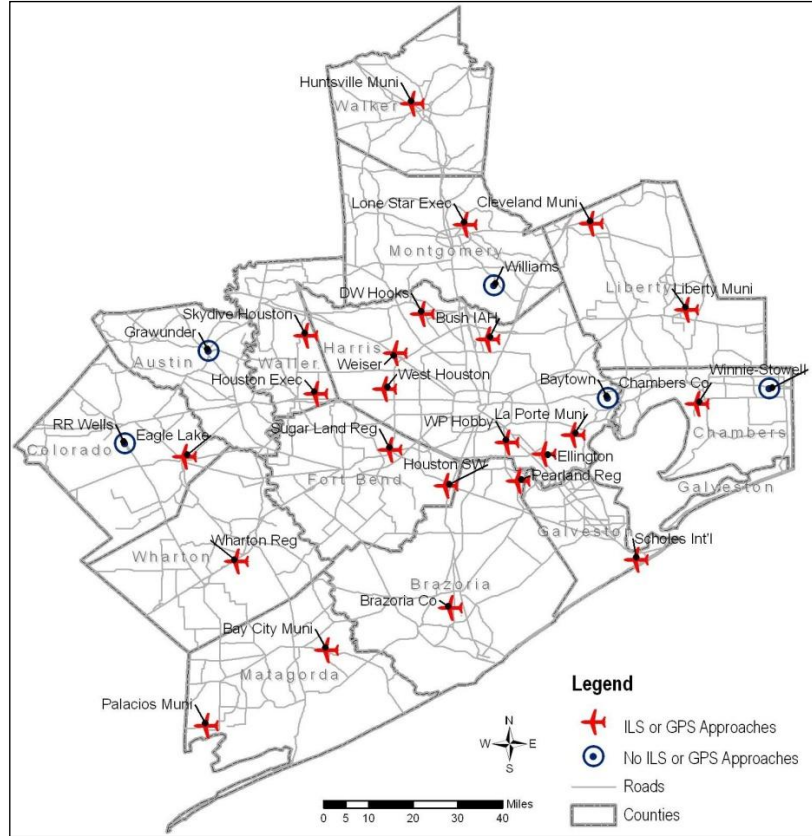 Huntsville Muni
Walker
Lone Star Exec
Cleveland Muni
Montgomery
Williams
Liberty
Liberty Muni
DW Hooks
Skydive Houston
Bush IAH
Grawunder
Austin
Waller
Harris
Weiser
Houston Exec
West Houston
Baytown
Chambers Co
Winnie-Stowell
RR Wells
Colorado
Eagle Lake
Sugar Land Reg
WP Hobby
La Porte Muni
Chambers
Ellington
Houston SW
Fort Bend
Pearland Reg
Galveston
Galveston
Wharton Reg
Wharton
Scholes Int'l
Brazoria
Brazoria Co
Bay City Muni
Matagorda
Palacios Muni
Legend
ILS or GPS Approaches
No ILS or GPS Approaches
Roads
Counties
N
W E
S
Miles
0 5 10 20 30 40